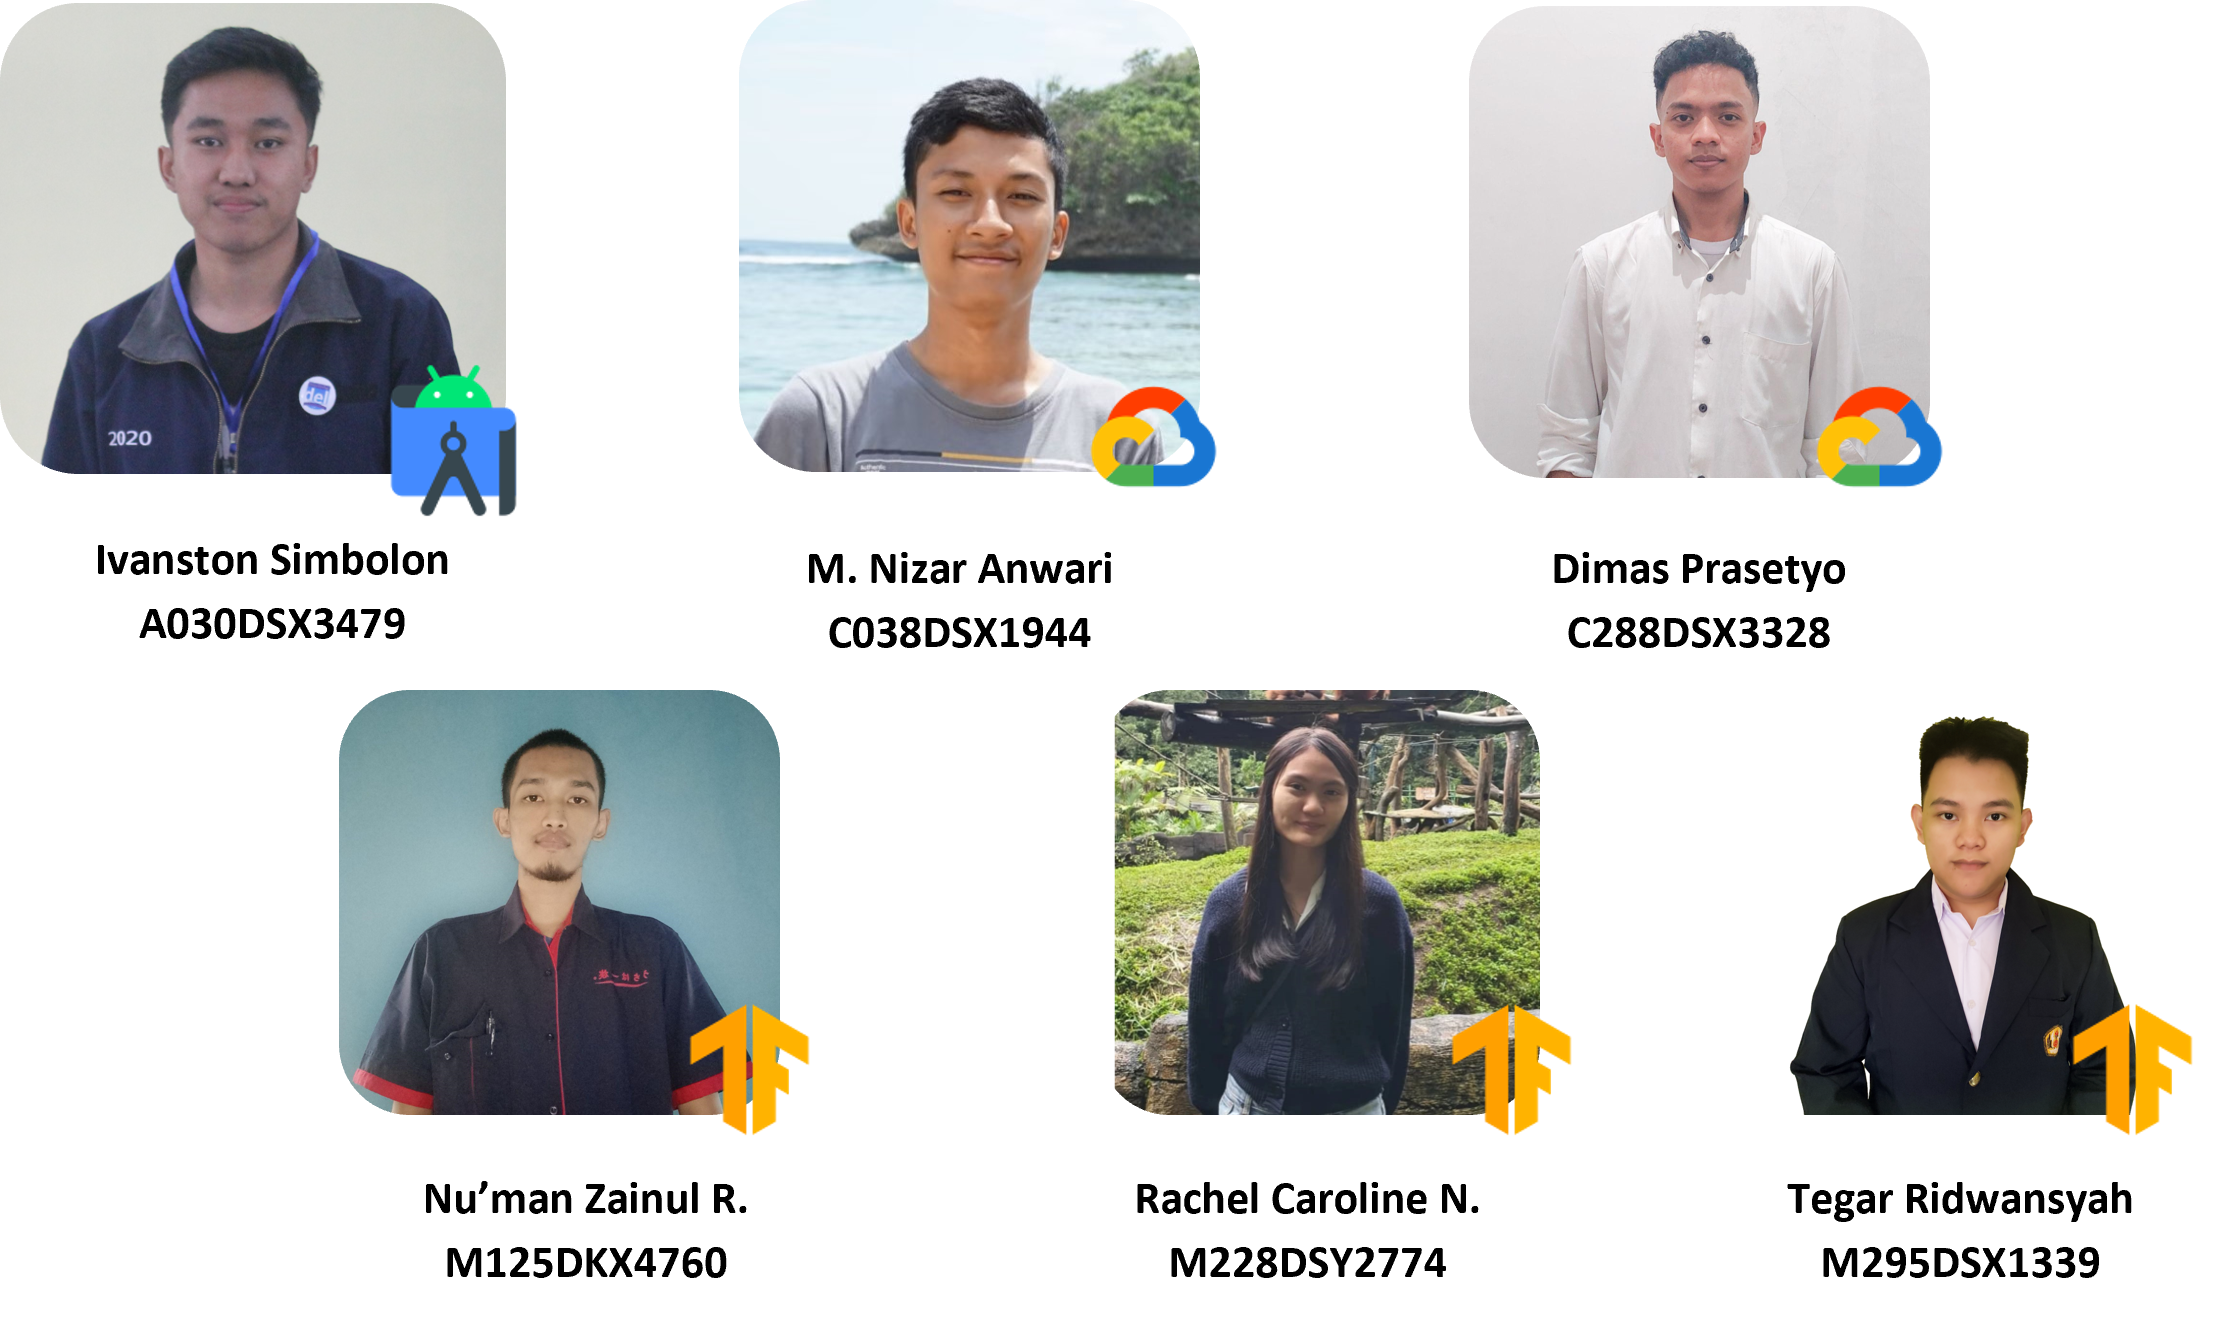 del
2020
Ivanston Simbolon
A030DSX3479
M. Nizar Anwari
C038DSX1944
Dimas Prasetyo
C288DSX3328
Nu’man Zainul R.
M125DKX4760
Rachel Caroline N.
M228DSY2774
Tegar Ridwansyah
M295DSX1339